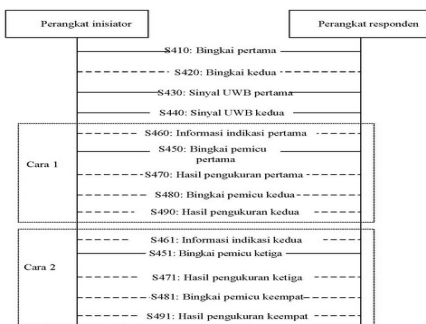 Perangkat inisiator
Perangkat responden
S410: Bingkai pertama
S420: Bingkai kedua
S430: Sinyal UWB pertama
S440: Sinyal UWB kedua
Cara 1
S460: Informasi indikasi pertama
S450: Bingkai pemicu
pertama
S470: Hasil pengukuran pertama
S480: Bingkai pemicu kedua
S490: Hasil pengukuran kedua
Cara 2
S461: Informasi indikasi kedua
S451: Bingkai pemicu ketiga
S471: Hasil pengukuran ketiga
S481: Bingkai pemicu keempat
S491: Hasil pengukuran keempat